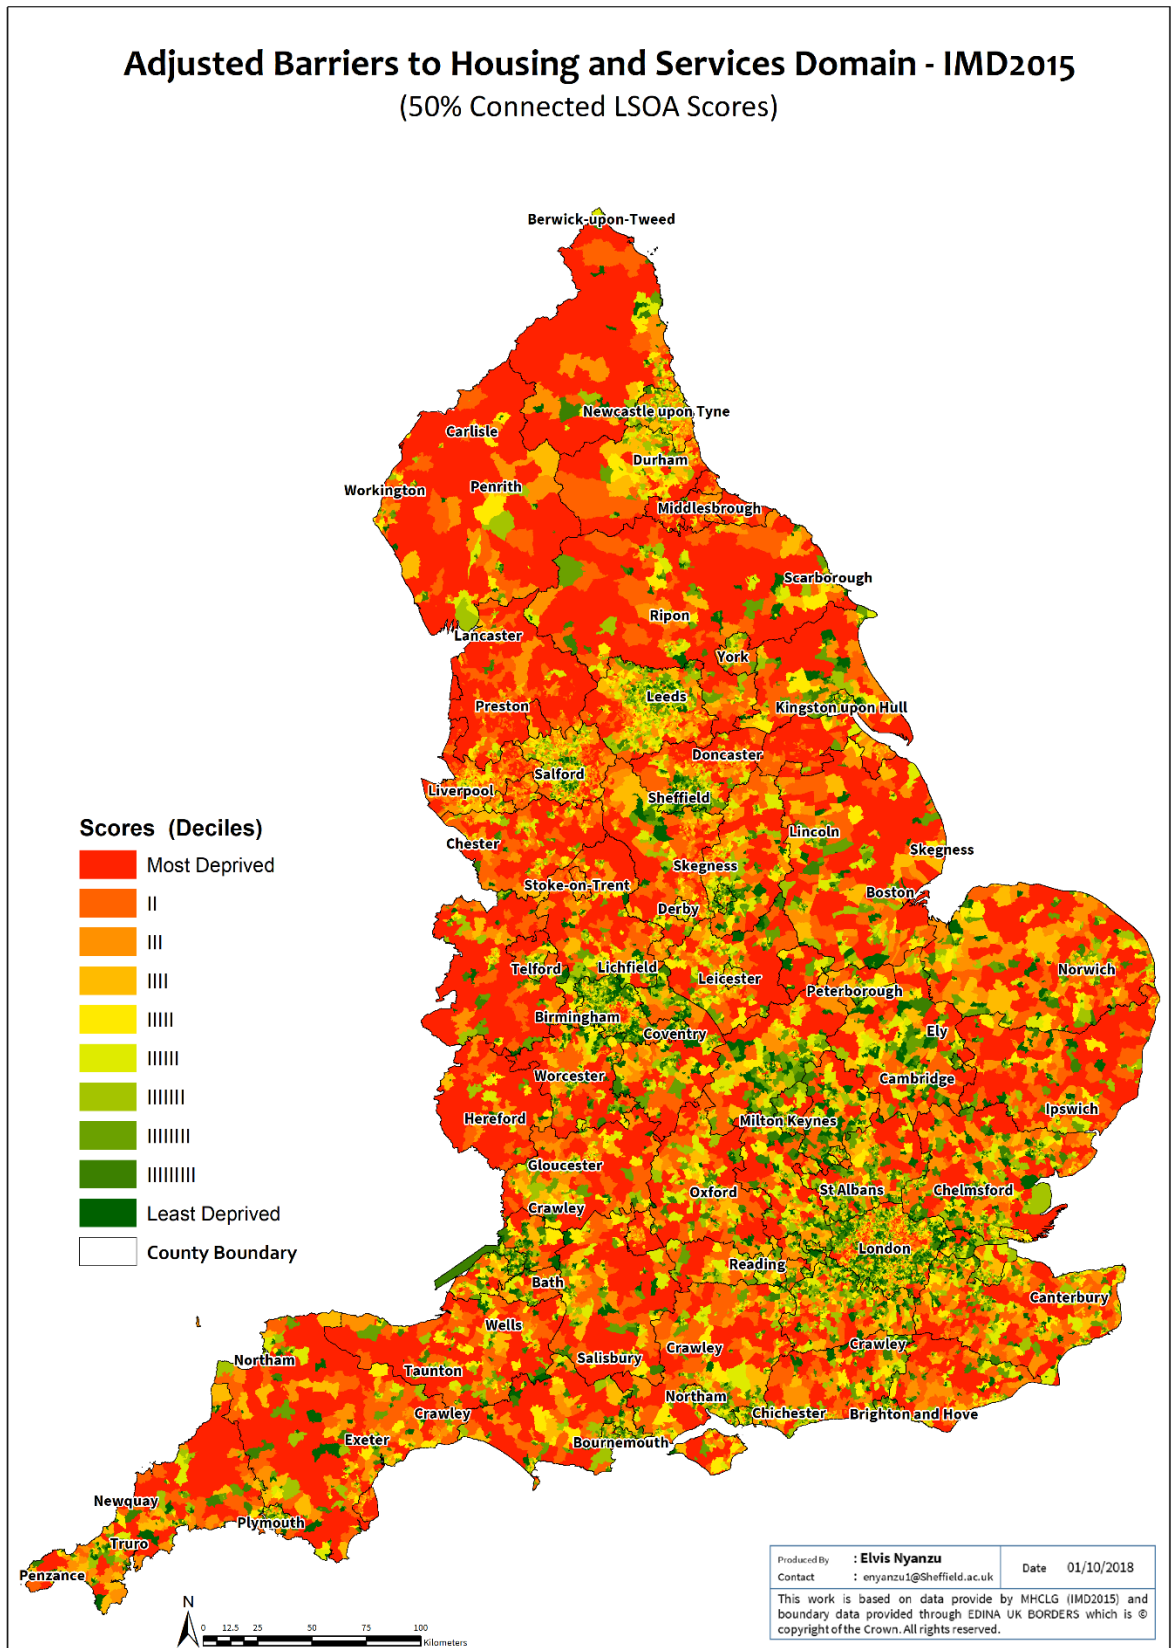 Adjusted Barriers to Housing and Services Domain - IMD2015
(50% Connected LSOA Scores)
Berwick-upon-Tweed
Newcastle upon Tyne
Carlisle
Durham
Penrith
Workington
Middlesbrough
Scarborough
Ripon
Lancaster
York
Leeds
Preston
Kingston upon Hull
Doncaster
Salford
Liverpool
Sheffield
Lincoln
Chester
Skegness
Skegness
Stoke-on-Trent
Boston
Derby
Telford
Lichfield
Norwich
Leicester
Peterborough
Birmingham
Coventry
Ely
Worcester
Cambridge
Ipswich
Hereford
Milton Keynes
Gloucester
Oxford
St Albans
Chelmsford
Crawley
London
Reading
Bath
Canterbury
Wells
Crawley
Crawley
Northam
Salisbury
Taunton
Northam
Crawley
Chichester
Brighton and Hove
Exeter
Bournemouth
Newquay
Plymouth
Truro
Penzance
Scores (Deciles)
Most Deprived
II
III
IIII
IIIII
IIIIII
IIIIIII
IIIIIIII
IIIIIIIII
Least Deprived
County Boundary
N
0 12.5 25 50 75 100
Kilometers
Produced By : Elvis Nyanzu
Contact : enyanzu1@Sheffield.ac.uk
Date 01/10/2018
This work is based on data provide by MHCLG (IMD2015) and
boundary data provided through EDINA UK BORDERS which is ©
copyright of the Crown. All rights reserved.